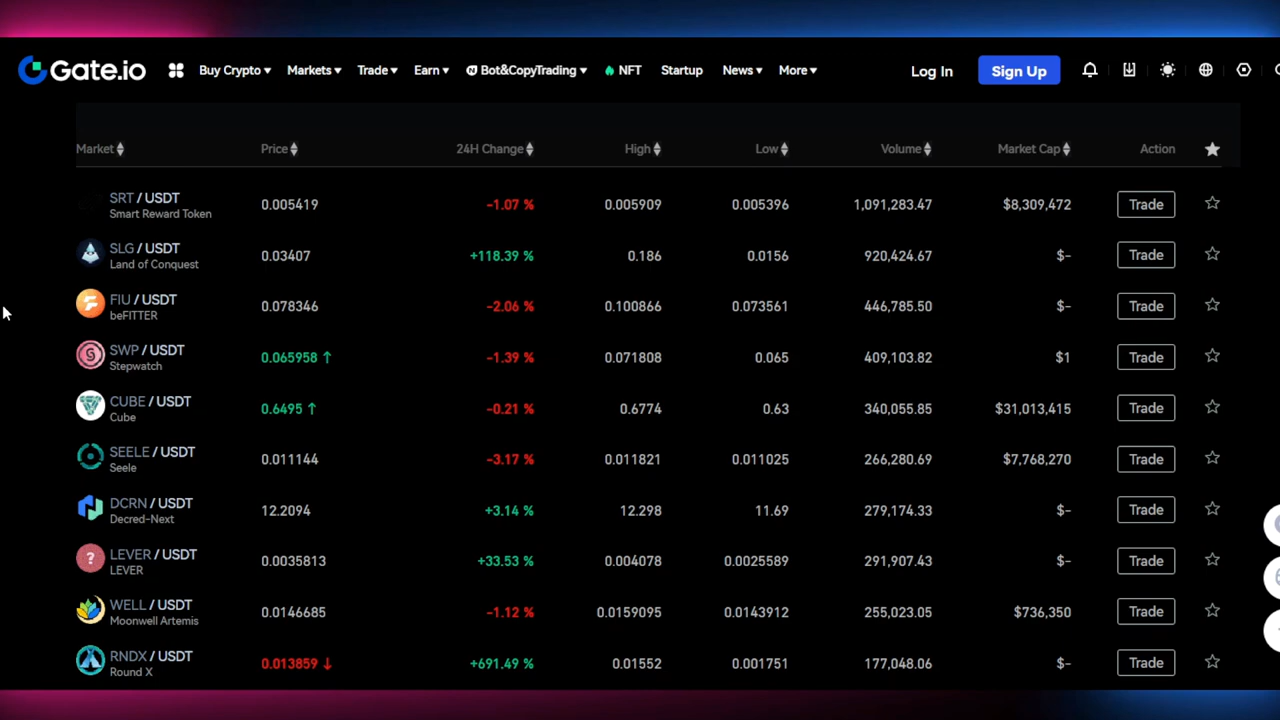 Gate.io Buy Crypto Markets Trade Earn Bot&CopyTrading NFT Startup News More Log In Sign Up
Market Price 24H Change High Low Volume Market Cap Action
SRT / USDT 0.005419 -1.07 % 0.005909 0.005396 1,091,283.47 $8,309,472 Trade
Smart Reward Token
SLG / USDT 0.03407 +118.39 % 0.186 0.0156 920,424.67 $- Trade
Land of Conquest
FIU / USDT 0.078346 -2.06 % 0.100866 0.073561 446,785.50 $- Trade
beFITTER
SWP / USDT 0.065958 ↑ -1.39 % 0.071808 0.065 409,103.82 $1 Trade
Stepwatch
CUBE / USDT 0.6495 ↑ -0.21 % 0.6774 0.63 340,055.85 $31,013,415 Trade
Cube
SEELE / USDT 0.011144 -3.17 % 0.011821 0.011025 266,280.69 $7,768,270 Trade
Seele
DCRN / USDT 12.2094 +3.14 % 12.298 11.69 279,174.33 $- Trade
Decred-Next
? LEVER / USDT 0.0035813 +33.53 % 0.004078 0.0025589 291,907.43 $- Trade
LEVER
WELL / USDT 0.0146685 -1.12 % 0.0159095 0.0143912 255,023.05 $736,350 Trade
Moonwell Artemis
RNDX / USDT 0.013859 ↓ +691.49 % 0.01552 0.001751 177,048.06 $- Trade
Round X